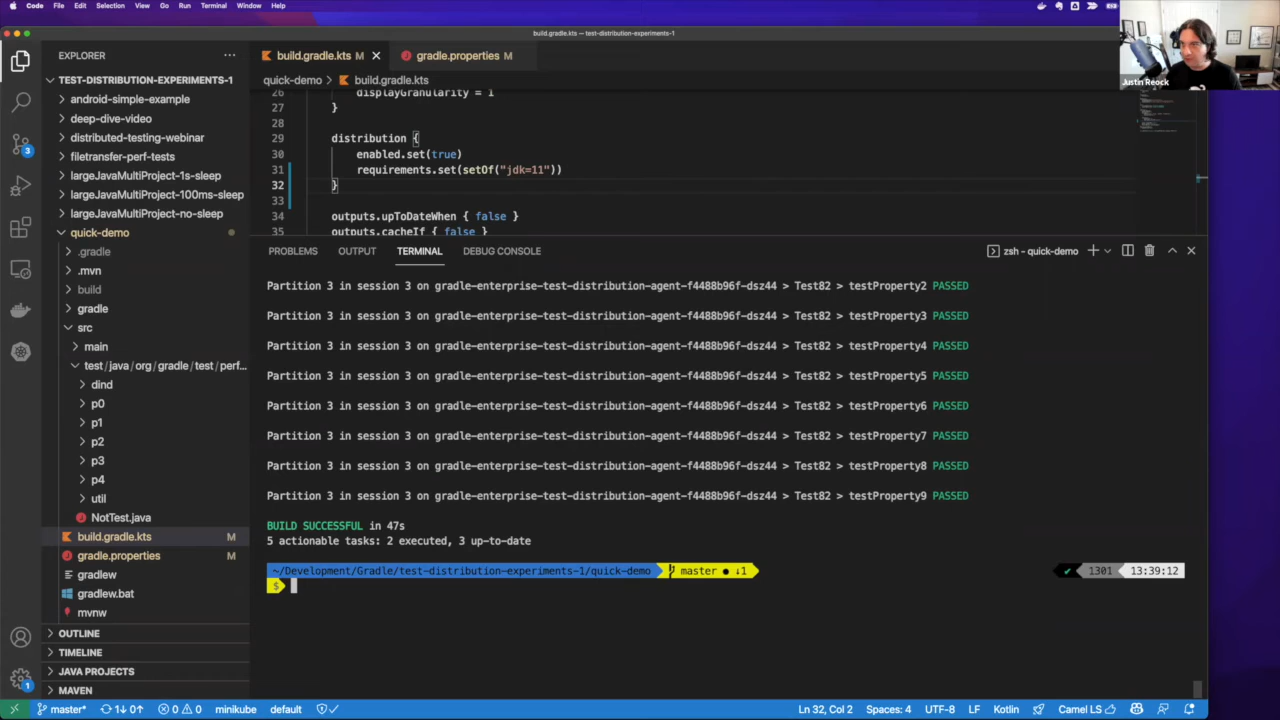 Code File Edit Selection View Go Run Terminal Window Help
build.gradle.kts — test-distribution-experiments-1
Justin Reock
EXPLORER
TEST-DISTRIBUTION-EXPERIMENTS-1
android-simple-example
deep-dive-video
distributed-testing-webinar
filetransfer-perf-tests
largeJavaMultiProject-1s-sleep
largeJavaMultiProject-100ms-sleep
largeJavaMultiProject-no-sleep
quick-demo
.gradle
.mvn
build
gradle
src
main
test/java/org/gradle/test/perf...
dind
p0
p1
p2
p3
p4
util
NotTest.java
build.gradle.kts M
gradle.properties M
gradlew
gradlew.bat
mvnw
OUTLINE
TIMELINE
JAVA PROJECTS
MAVEN
3
1
build.gradle.kts M gradle.properties M
quick-demo > build.gradle.kts
26 displayGranularity = 1
27 }
28
29 distribution {
30 enabled.set(true)
31 requirements.set(setOf("jdk=11"))
32 }
33
34 outputs.upToDateWhen { false }
35 outputs.cacheIf { false }
PROBLEMS OUTPUT TERMINAL DEBUG CONSOLE zsh - quick-demo
Partition 3 in session 3 on gradle-enterprise-test-distribution-agent-f4488b96f-dsz44 > Test82 > testProperty2 PASSED
Partition 3 in session 3 on gradle-enterprise-test-distribution-agent-f4488b96f-dsz44 > Test82 > testProperty3 PASSED
Partition 3 in session 3 on gradle-enterprise-test-distribution-agent-f4488b96f-dsz44 > Test82 > testProperty4 PASSED
Partition 3 in session 3 on gradle-enterprise-test-distribution-agent-f4488b96f-dsz44 > Test82 > testProperty5 PASSED
Partition 3 in session 3 on gradle-enterprise-test-distribution-agent-f4488b96f-dsz44 > Test82 > testProperty6 PASSED
Partition 3 in session 3 on gradle-enterprise-test-distribution-agent-f4488b96f-dsz44 > Test82 > testProperty7 PASSED
Partition 3 in session 3 on gradle-enterprise-test-distribution-agent-f4488b96f-dsz44 > Test82 > testProperty8 PASSED
Partition 3 in session 3 on gradle-enterprise-test-distribution-agent-f4488b96f-dsz44 > Test82 > testProperty9 PASSED
BUILD SUCCESSFUL in 47s
5 actionable tasks: 2 executed, 3 up-to-date
~/Development/Gradle/test-distribution-experiments-1/quick-demo master ● ↓1 ✔ 1301 13:39:12
$
master* 1↓ 0↑ 0 0 minikube default Ln 32, Col 2 Spaces: 4 UTF-8 LF Kotlin Camel LS